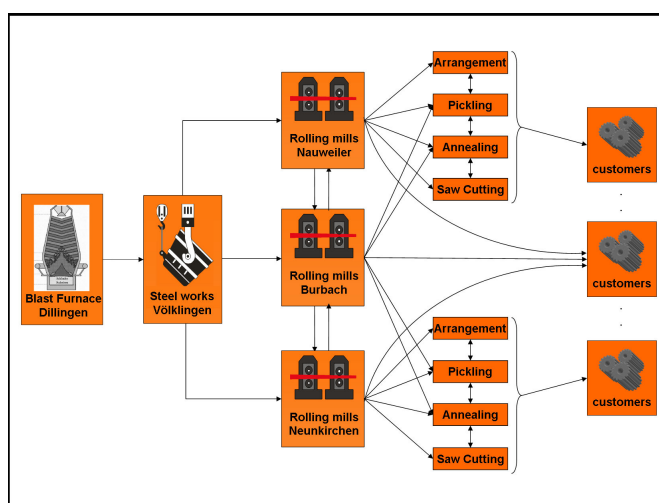 Blast Furnace
Dillingen
Steel works
Völklingen
Rolling mills
Nauweiler
Rolling mills
Burbach
Rolling mills
Neunkirchen
Arrangement
Pickling
Annealing
Saw Cutting
Arrangement
Pickling
Annealing
Saw Cutting
customers
customers
customers